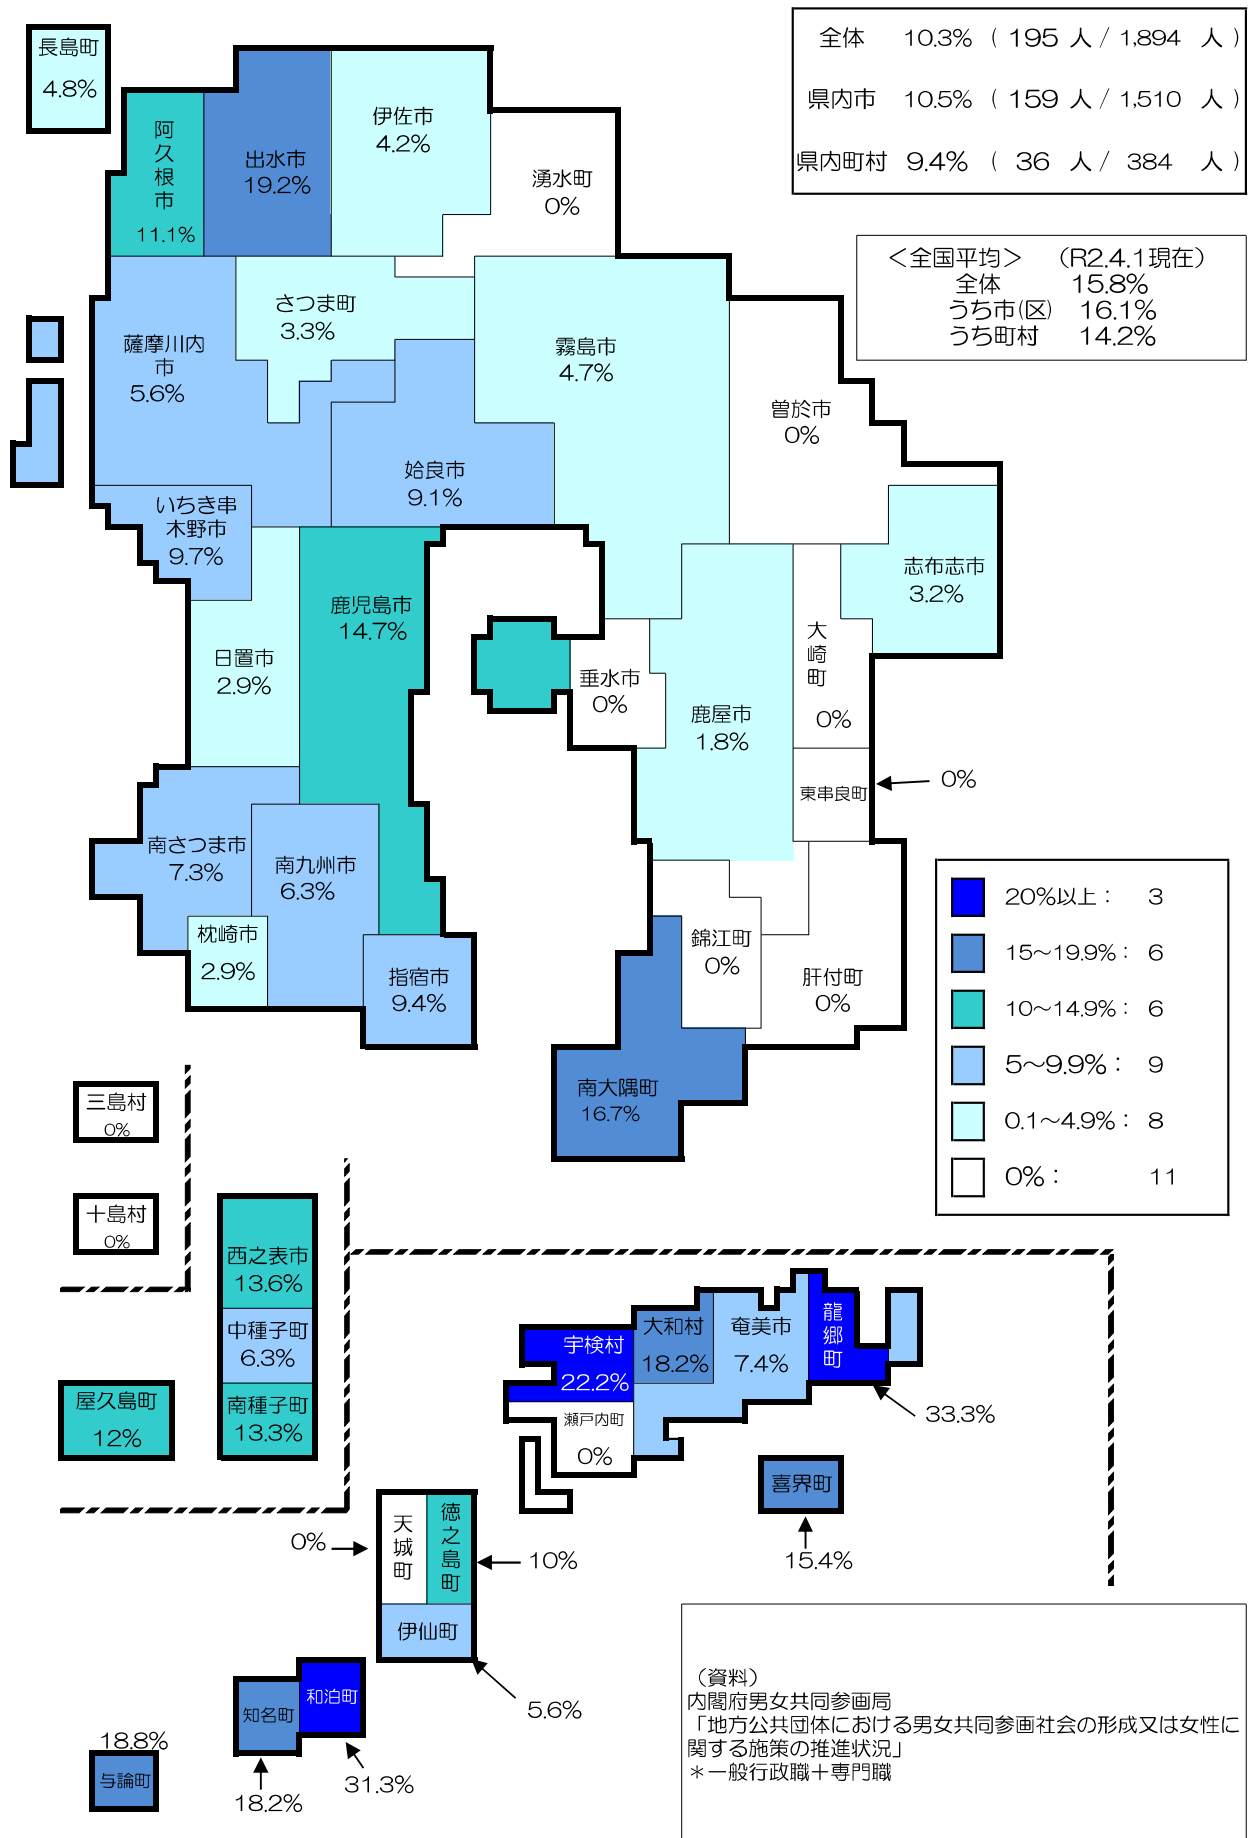 長島町
4.8%
全体 10.3% ( 195 人 / 1,894 人 )
県内市 10.5% ( 159 人 / 1,510 人 )
県内町村 9.4% ( 36 人 / 384 人 )
＜全国平均＞ （R2.4.1現在）
全体 15.8%
うち市(区) 16.1%
うち町村 14.2%
阿久根市
11.1%
出水市
19.2%
伊佐市
4.2%
湧水町
0%
さつま町
3.3%
薩摩川内
市
5.6%
霧島市
4.7%
曽於市
0%
姶良市
9.1%
いちき串
木野市
9.7%
志布志市
3.2%
鹿児島市
14.7%
大崎町
0%
日置市
2.9%
垂水市
0%
鹿屋市
1.8%
東串良町
0%
南さつま市
7.3%
南九州市
6.3%
枕崎市
2.9%
指宿市
9.4%
錦江町
0%
肝付町
0%
南大隅町
16.7%
20%以上： 3
15～19.9%： 6
10～14.9%： 6
5～9.9%： 9
0.1～4.9%： 8
0%： 11
三島村
0%
十島村
0%
西之表市
13.6%
中種子町
6.3%
南種子町
13.3%
屋久島町
12%
宇検村
22.2%
大和村
18.2%
奄美市
7.4%
龍郷町
33.3%
瀬戸内町
0%
喜界町
15.4%
天城町
0%
徳之島町
10%
伊仙町
5.6%
和泊町
31.3%
知名町
18.2%
18.8%
与論町
（資料）
内閣府男女共同参画局
「地方公共団体における男女共同参画社会の形成又は女性に
関する施策の推進状況」
＊一般行政職＋専門職